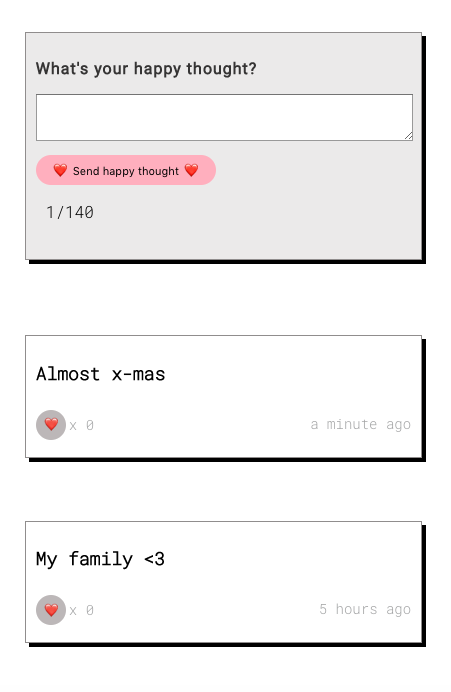 What's your happy thought?
❤️ Send happy thought ❤️
1/140
Almost x-mas
❤️ x 0
a minute ago
My family <3
❤️ x 0
5 hours ago